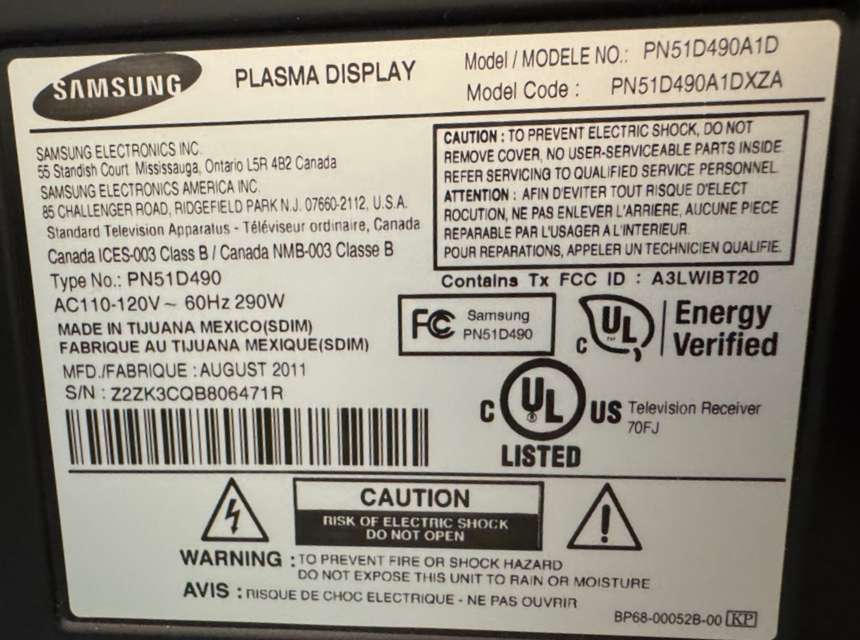 SAMSUNG
PLASMA DISPLAY
Model / MODELE NO.: PN51D490A1D
Model Code : PN51D490A1DXZA
SAMSUNG ELECTRONICS INC.
55 Standish Court Mississauga, Ontario L5R 4B2 Canada
SAMSUNG ELECTRONICS AMERICA INC.
85 CHALLENGER ROAD, RIDGEFIELD PARK N.J. 07660-2112, U.S.A.
Standard Television Apparatus - Téléviseur ordinaire, Canada
Canada ICES-003 Class B / Canada NMB-003 Classe B
Type No.: PN51D490
AC110-120V~ 60Hz 290W
MADE IN TIJUANA MEXICO(SDIM)
FABRIQUE AU TIJUANA MEXIQUE(SDIM)
MFD./FABRIQUE : AUGUST 2011
S/N : Z2ZK3CQB806471R
CAUTION : TO PREVENT ELECTRIC SHOCK, DO NOT
REMOVE COVER, NO USER-SERVICEABLE PARTS INSIDE.
REFER SERVICING TO QUALIFIED SERVICE PERSONNEL.
ATTENTION : AFIN D'EVITER TOUT RISQUE D'ELECT
ROCUTION, NE PAS ENLEVER L'ARRIERE, AUCUNE PIECE
REPARABLE PAR L'USAGER A L'INTERIEUR.
POUR REPARATIONS, APPELER UN TECHNICIEN QUALIFIE.
Contains Tx FCC ID : A3LWIBT20
FC Samsung
PN51D490
C UL TM Energy
Verified
C UL US Television Receiver
70FJ
LISTED
CAUTION
RISK OF ELECTRIC SHOCK
DO NOT OPEN
WARNING : TO PREVENT FIRE OR SHOCK HAZARD
DO NOT EXPOSE THIS UNIT TO RAIN OR MOISTURE
AVIS : RISQUE DE CHOC ELECTRIQUE - NE PAS OUVRIR
BP68-00052B-00 KP